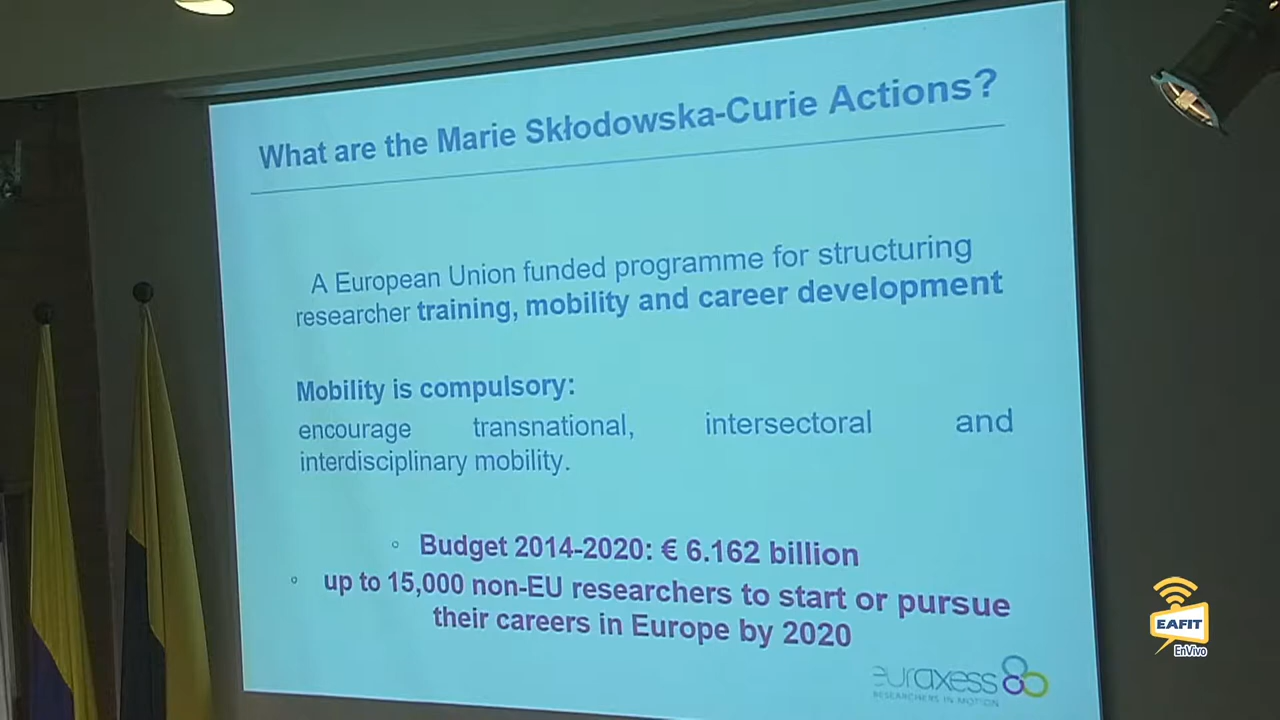 What are the Marie Skłodowska-Curie Actions?
A European Union funded programme for structuring
researcher training, mobility and career development
Mobility is compulsory:
encourage transnational, intersectoral and
interdisciplinary mobility.
° Budget 2014-2020: € 6.162 billion
° up to 15,000 non-EU researchers to start or pursue
their careers in Europe by 2020
euraxess
RESEARCHERS IN MOTION
EAFIT
EnVivo